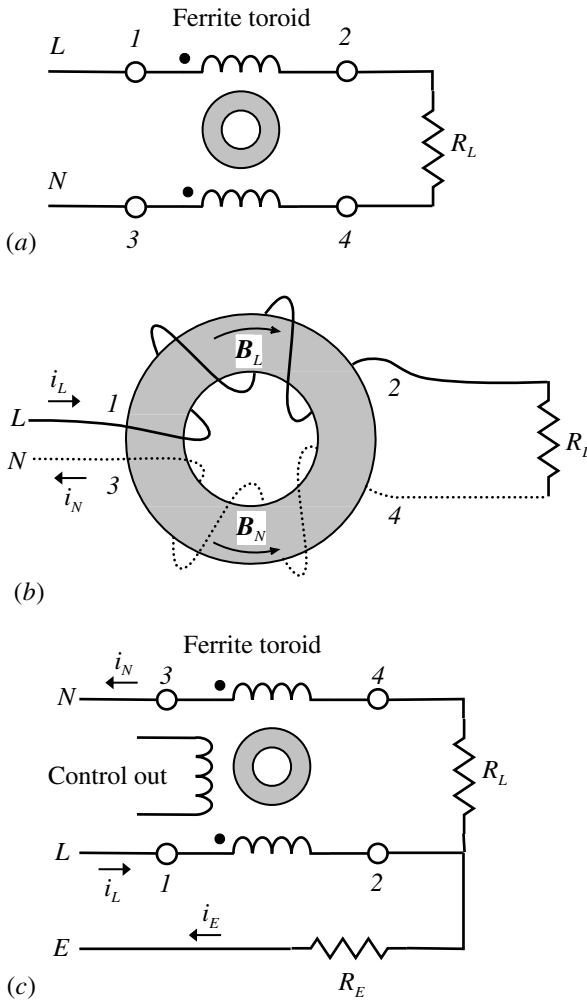 Ferrite toroid
L 1 2
R_L
N 3 4
(a)
B_L
i_L
L 1 2
R_L
N 3 4
i_N
B_N
(b)
Ferrite toroid
i_N 3 4
N
Control out
R_L
L 1 2
i_L
i_E
E
R_E
(c)